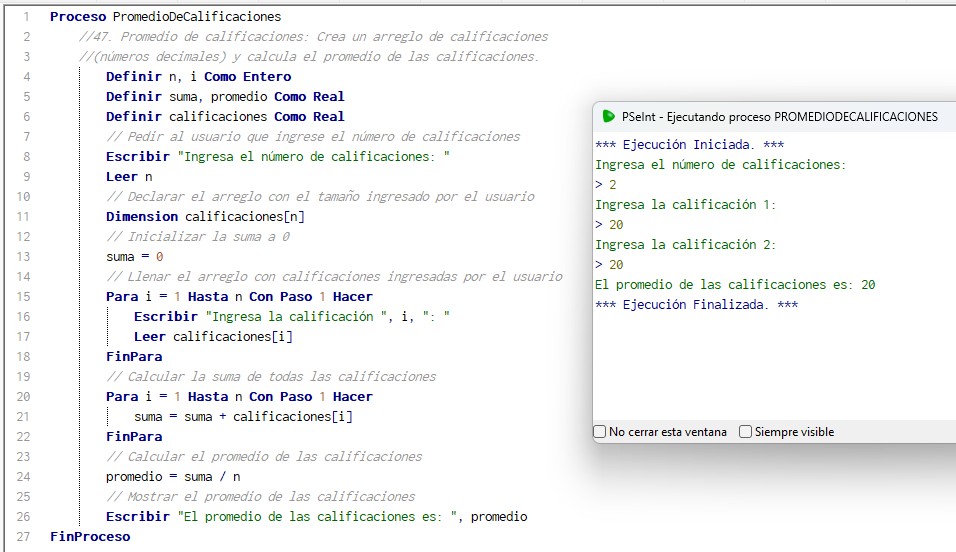 1 Proceso PromedioDeCalificaciones
2 //47. Promedio de calificaciones: Crea un arreglo de calificaciones
3 //(números decimales) y calcula el promedio de las calificaciones.
4 Definir n, i Como Entero
5 Definir suma, promedio Como Real
6 Definir calificaciones Como Real
7 // Pedir al usuario que ingrese el número de calificaciones
8 Escribir "Ingresa el número de calificaciones: "
9 Leer n
10 // Declarar el arreglo con el tamaño ingresado por el usuario
11 Dimension calificaciones[n]
12 // Inicializar la suma a 0
13 suma = 0
14 // Llenar el arreglo con calificaciones ingresadas por el usuario
15 Para i = 1 Hasta n Con Paso 1 Hacer
16 Escribir "Ingresa la calificación ", i, ": "
17 Leer calificaciones[i]
18 FinPara
19 // Calcular la suma de todas las calificaciones
20 Para i = 1 Hasta n Con Paso 1 Hacer
21 suma = suma + calificaciones[i]
22 FinPara
23 // Calcular el promedio de las calificaciones
24 promedio = suma / n
25 // Mostrar el promedio de las calificaciones
26 Escribir "El promedio de las calificaciones es: ", promedio
27 FinProceso
PSeInt - Ejecutando proceso PROMEDIODECALIFICACIONES
*** Ejecución Iniciada. ***
Ingresa el número de calificaciones:
> 2
Ingresa la calificación 1:
> 20
Ingresa la calificación 2:
> 20
El promedio de las calificaciones es: 20
*** Ejecución Finalizada. ***
No cerrar esta ventana Siempre visible